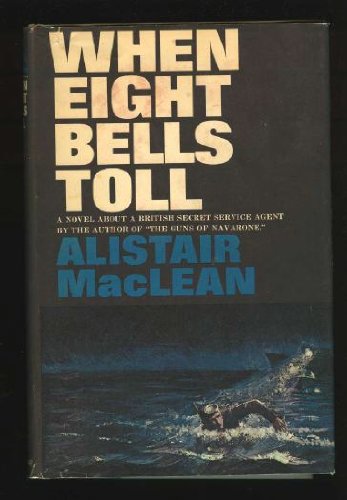 WHEN
EIGHT
BELLS
TOLL
A NOVEL ABOUT A BRITISH SECRET SERVICE AGENT
BY THE AUTHOR OF "THE GUNS OF NAVARONE."
ALISTAIR
MacLEAN